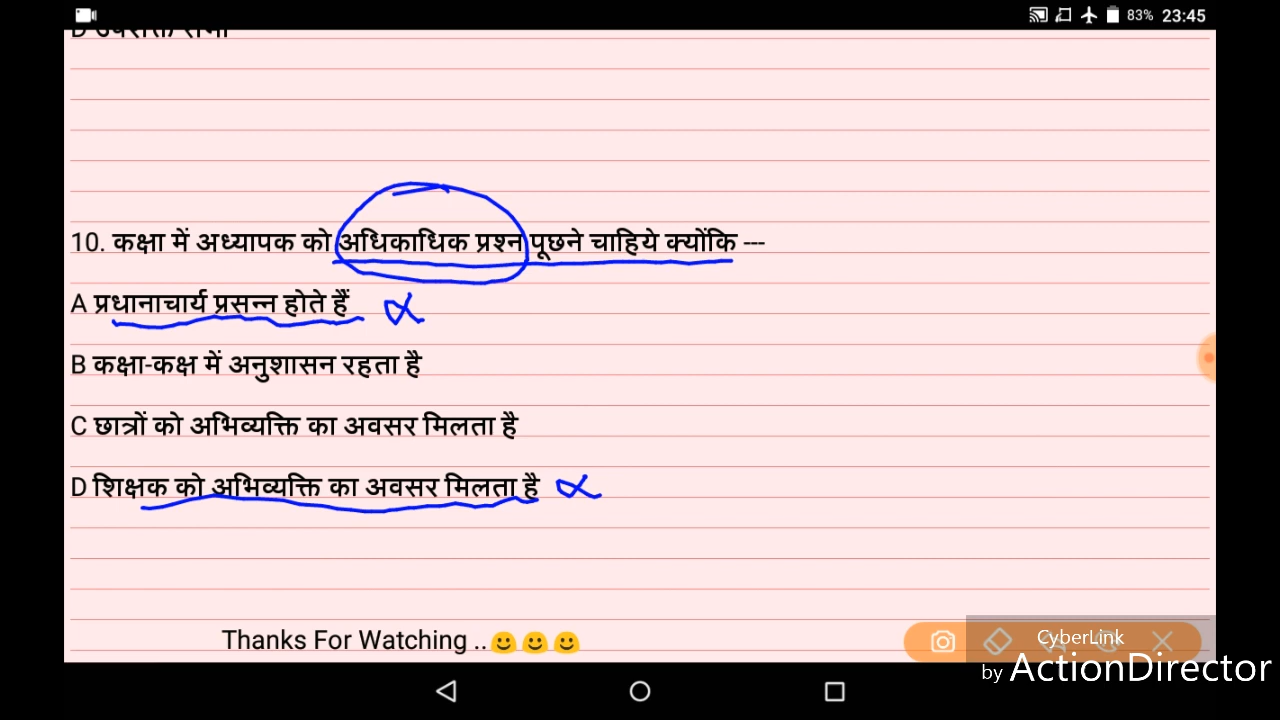 83% 23:45
10. कक्षा में अध्यापक को अधिकाधिक प्रश्न पूछने चाहिये क्योंकि ---
A प्रधानाचार्य प्रसन्न होते हैं
B कक्षा-कक्ष में अनुशासन रहता है
C छात्रों को अभिव्यक्ति का अवसर मिलता है
D शिक्षक को अभिव्यक्ति का अवसर मिलता है
Thanks For Watching ..
CyberLink
by ActionDirector